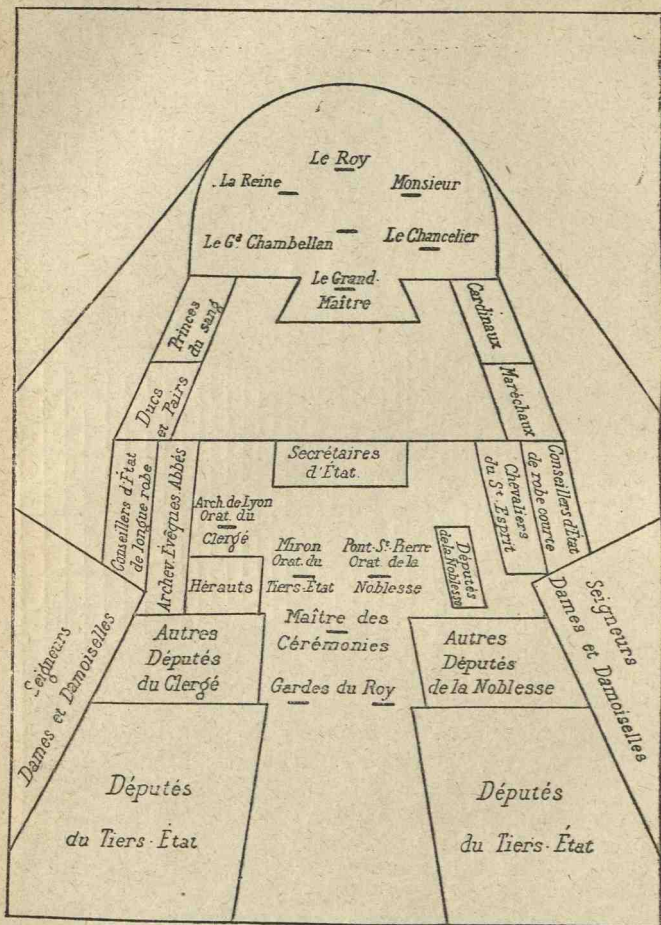 Le Roy
La Reine
Monsieur
Le G.d Chambellan
Le Chancelier
Le Grand-
Maître
Princes
du sang
Cardinaux
Ducs
et Pairs
Maréchaux
Conseillers d'État
de longue robe
Archev. Évêques Abbés
Secrétaires
d'État.
Chevaliers
du S.t Esprit
Conseillers d'État
de robe courte
Arch. de Lyon
Orat. du
Clergé
Hérauts
Miron
Orat. du
Tiers-État
Pont-St-Pierre
Orat de la
Noblesse
Députés
de la Noblesse
Maître des
Cérémonies
Seigneurs
Dames et Damoiselles
Autres
Députés
du Clergé
Autres
Députés
de la Noblesse
Seigneurs
Dames et Damoiselles
Gardes du Roy
Députés
du Tiers-État
Députés
du Tiers-État